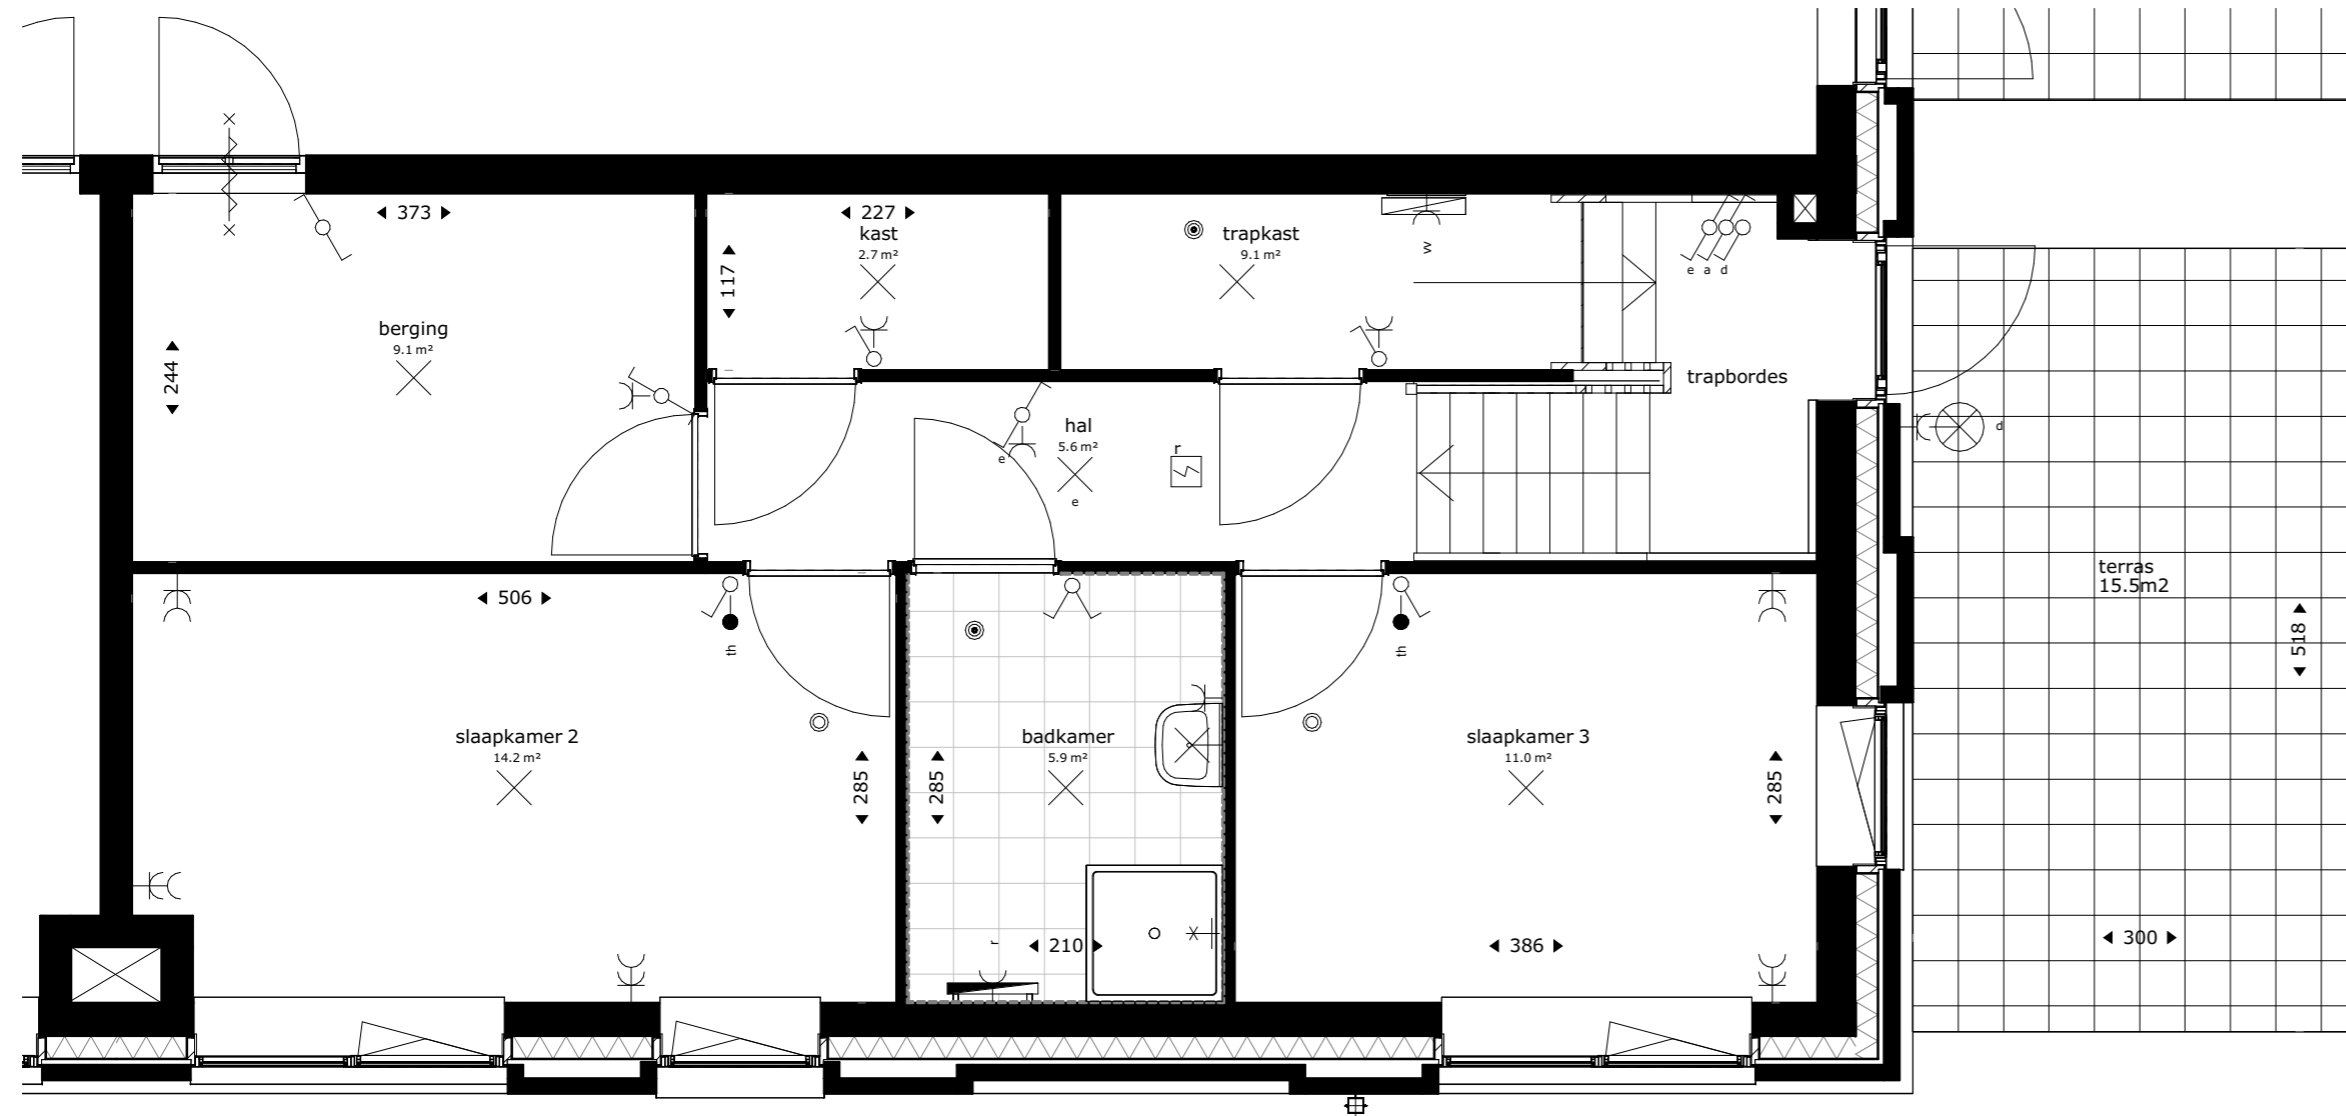 373
227
kast
2.7 m²
trapkast
9.1 m²
w
117
e a d
berging
9.1 m²
244
trapbordes
hal
5.6 m²
e
e
r
d
terras
15.5m2
518
506
th
th
slaapkamer 2
14.2 m²
285
285
badkamer
5.9 m²
slaapkamer 3
11.0 m²
285
r
210
386
300